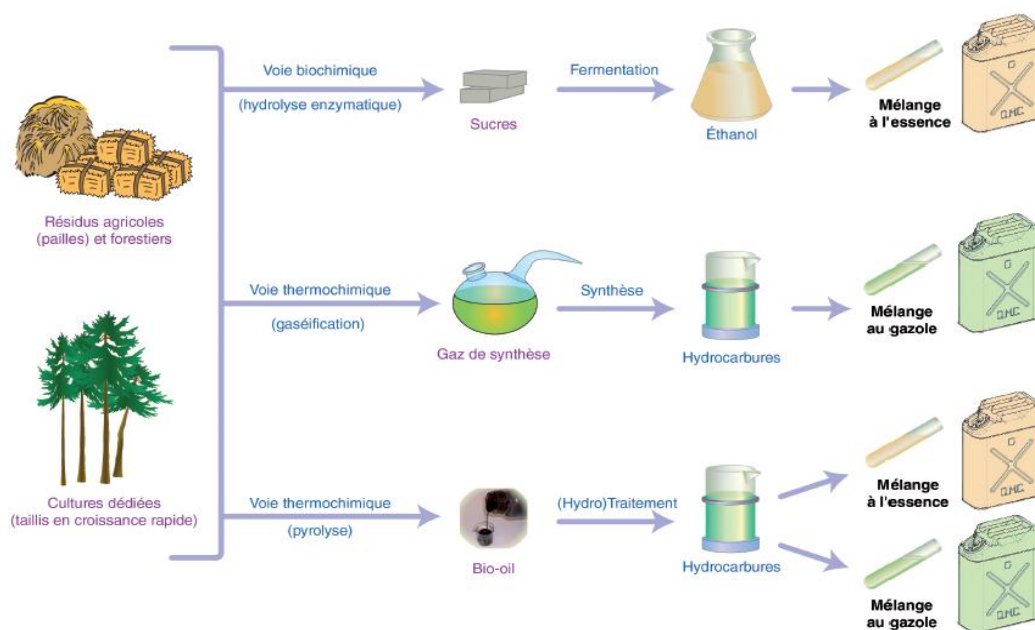 Résidus agricoles
(pailles) et forestiers
Cultures dédiées
(taillis en croissance rapide)
Voie biochimique
(hydrolyse enzymatique)
Sucres
Fermentation
Éthanol
Mélange
à l'essence
Q.M.C
Voie thermochimique
(gaséification)
Gaz de synthèse
Synthèse
Hydrocarbures
Mélange
au gazole
G
Q.M.C
Voie thermochimique
(pyrolyse)
Bio-oil
(Hydro)Traitement
Hydrocarbures
Mélange
à l'essence
Q.M.C
Mélange
au gazole
Q.M.C